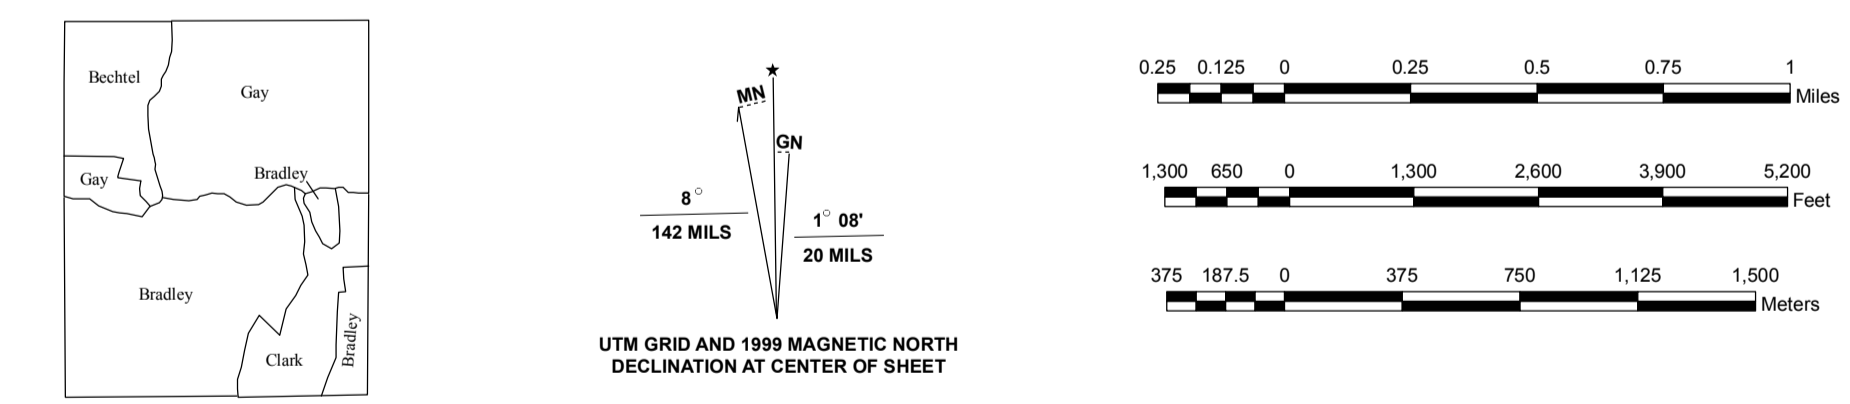 Bechtel
Gay
Bradley
Gay
Bradley
Clark
Bradley
MN
GN
8°
142 MILS
1° 08'
20 MILS
UTM GRID AND 1999 MAGNETIC NORTH
DECLINATION AT CENTER OF SHEET
0.25 0.125 0 0.25 0.5 0.75 1
Miles
1,300 650 0 1,300 2,600 3,900 5,200
Feet
375 187.5 0 375 750 1,125 1,500
Meters